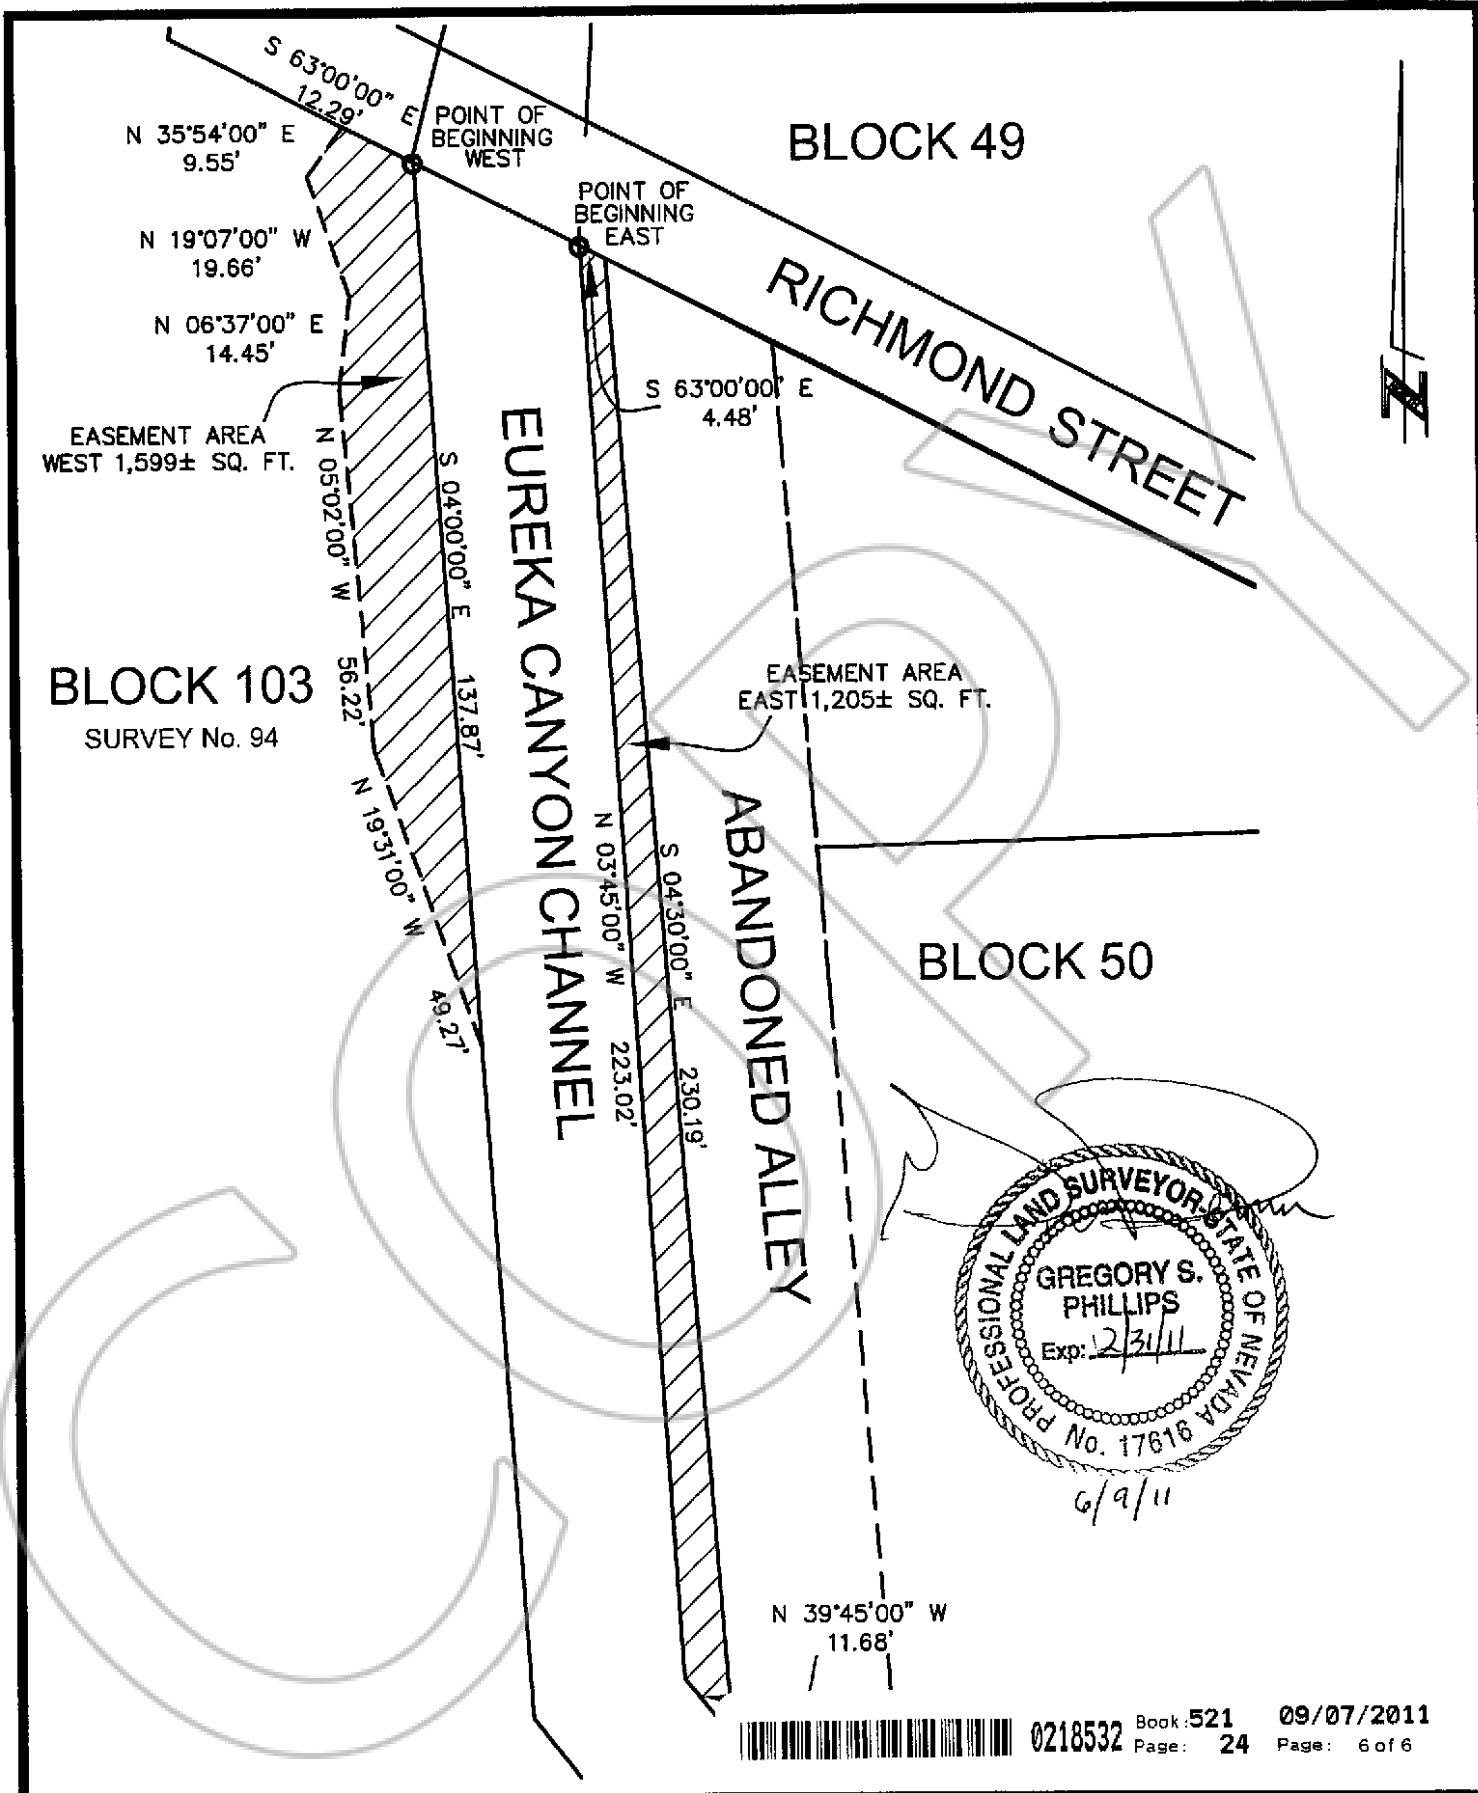 S 63°00'00" E
12.29'
N 35°54'00" E
9.55'
POINT OF
BEGINNING
WEST
BLOCK 49
POINT OF
BEGINNING
EAST
N 19°07'00" W
19.66'
N 06°37'00" E
14.45'
RICHMOND STREET
S 63°00'00" E
4.48'
EASEMENT AREA
WEST 1,599± SQ. FT.
N 05°02'00" W 56.22'
S 04°00'00" E 137.87'
EUREKA CANYON CHANNEL
BLOCK 103
SURVEY No. 94
EASEMENT AREA
EAST 1,205± SQ. FT.
N 19°31'00" W 49.27'
N 03°45'00" W 223.02'
S 04°30'00" E 230.19'
ABANDONED ALLEY
BLOCK 50
COPY
PROFESSIONAL LAND SURVEYOR-STATE OF NEVADA
GREGORY S.
PHILLIPS
Exp: 12/31/11
No. 17616
6/9/11
N 39°45'00" W
11.68'
0218532
Book: 521 09/07/2011
Page: 24 Page: 6 of 6